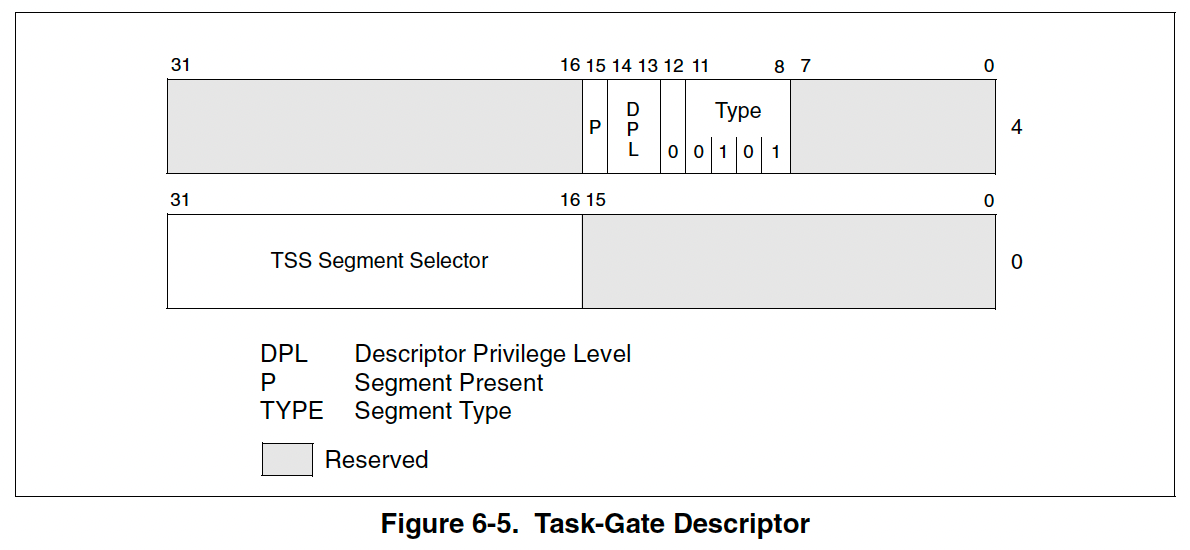 31 16 15 14 13 12 11 8 7 0
P D P L Type 4
0 0 1 0 1
31 16 15 0
TSS Segment Selector 0
DPL Descriptor Privilege Level
P Segment Present
TYPE Segment Type
Reserved
Figure 6-5. Task-Gate Descriptor